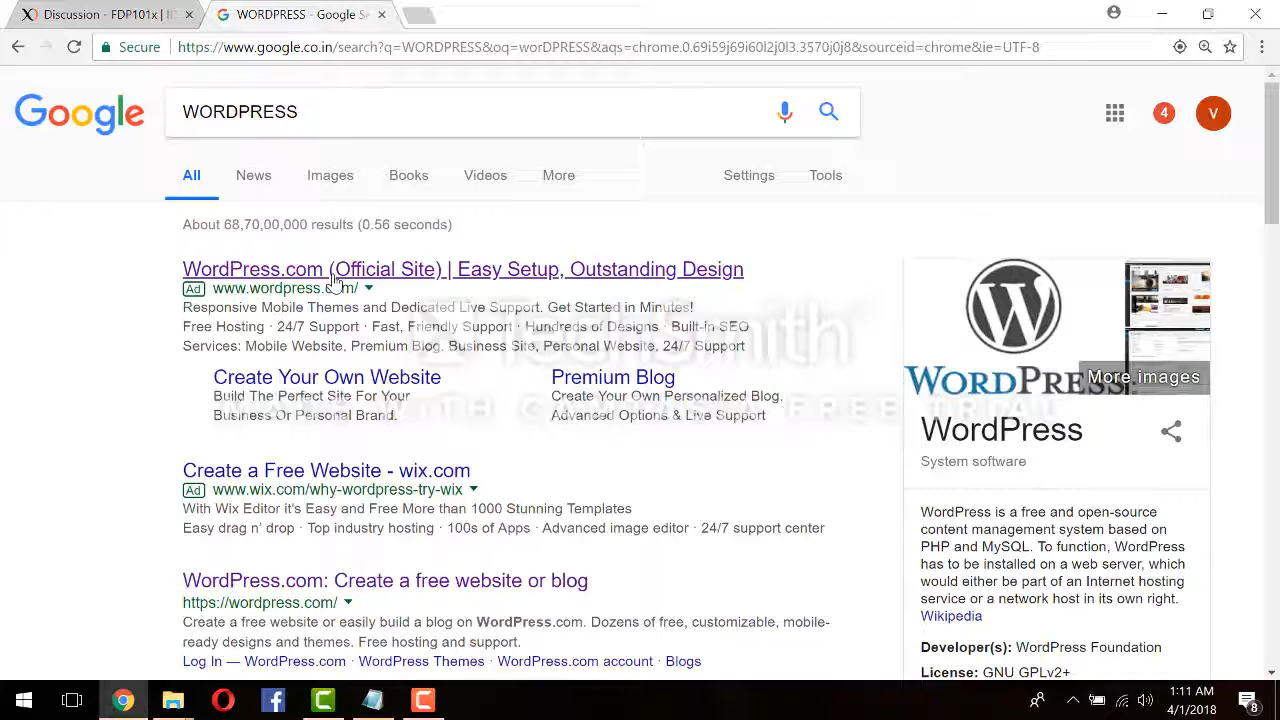 Discussion - FDP101x |
WORDPRESS - Google S
Secure
https://www.google.co.in/search?q=WORDPRESS&oq=worDPRESS&aqs=chrome.0.69i59j69i60l2j0l3.3570j0j8&sourceid=chrome&ie=UTF-8
Google
WORDPRESS
4
V
All News Images Books Videos More Settings Tools
About 68,70,00,000 results (0.56 seconds)
WordPress.com (Official Site) | Easy Setup, Outstanding Design
Ad www.wordpress.com/
Responsive Mobile Themes and Dedicated Live Support. Get Started in Minutes!
Free Hosting · 24/7 Support · Fast, Friendly Support · Hundreds of Designs · Built-in SEO
Services: Mobile Website, Premium Blog, Business Site, Personal Website, 24/7 Support
Create Your Own Website
Build The Perfect Site For Your
Business Or Personal Brand.
Premium Blog
Create Your Own Personalized Blog.
Advanced Options & Live Support
Create a Free Website - wix.com
Ad www.wix.com/why-wordpress-try-wix
With Wix Editor it's Easy and Free More than 1000 Stunning Templates
Easy drag n' drop · Top industry hosting · 100s of Apps · Advanced image editor · 24/7 support center
WordPress.com: Create a free website or blog
https://wordpress.com/
Create a free website or easily build a blog on WordPress.com. Dozens of free, customizable, mobile-
ready designs and themes. Free hosting and support.
Log In — WordPress.com · WordPress Themes · WordPress.com account · Blogs
WORDPRESS
More images
WordPress
System software
WordPress is a free and open-source
content management system based on
PHP and MySQL. To function, WordPress
has to be installed on a web server, which
would either be part of an Internet hosting
service or a network host in its own right.
Wikipedia
Developer(s): WordPress Foundation
License: GNU GPLv2+
1:11 AM
4/1/2018
8